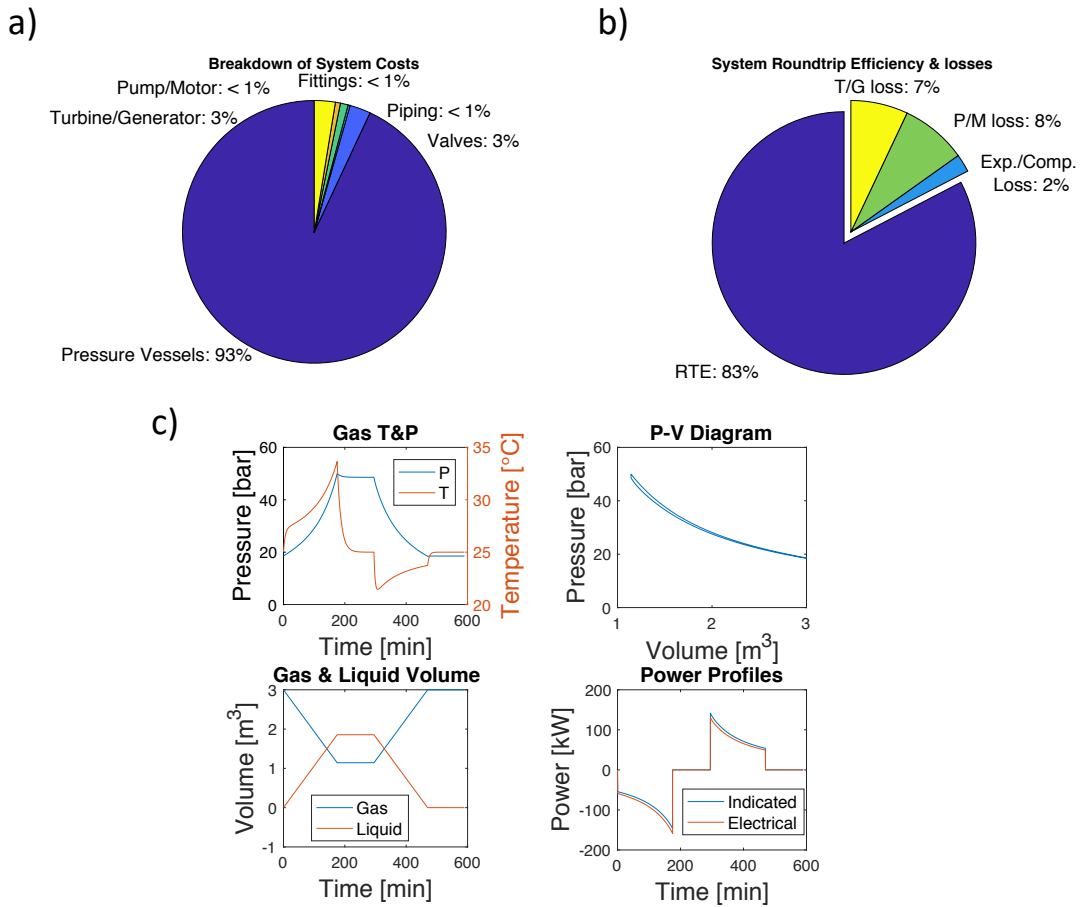 a)
Breakdown of System Costs
Pump/Motor: < 1%
Fittings: < 1%
Turbine/Generator: 3%
Piping: < 1%
Valves: 3%
Pressure Vessels: 93%
b)
System Roundtrip Efficiency & losses
T/G loss: 7%
P/M loss: 8%
Exp./Comp.
Loss: 2%
RTE: 83%
c)
Gas T&P
Pressure [bar]
60
40
20
0
P
T
35
30
25
20
Temperature [°C]
0
200
400
600
Time [min]
P-V Diagram
Pressure [bar]
60
40
20
0
1
2
3
Volume [m³]
Gas & Liquid Volume
Volume [m³]
3
2
1
0
-1
Gas
Liquid
0
200
400
600
Time [min]
Power Profiles
Power [kW]
200
100
0
-100
-200
Indicated
Electrical
0
200
400
600
Time [min]